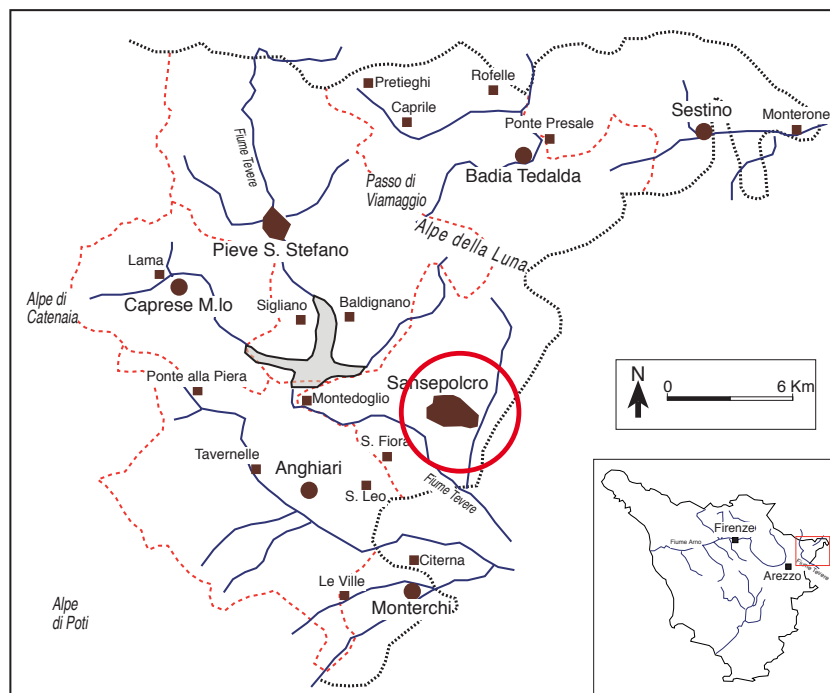 Rofelle
Pretieghi
Caprile
Sestino
Monterone
Ponte Presale
Fiume Tevere
Badia Tedalda
Passo di
Viamaggio
Alpe della Luna
Pieve S. Stefano
Lama
Alpe di
Catenaia
Caprese M.lo
Sigliano
Baldignano
Ponte alla Piera
Sansepolcro
Montedoglio
N
0 6 Km
S. Fiora
Tavernelle
Anghiari
S. Leo
Fiume Tevere
Citerna
Le Ville
Monterchi
Alpe
di Poti
Firenze
Fiume Arno
Arezzo
Fiume Tevere